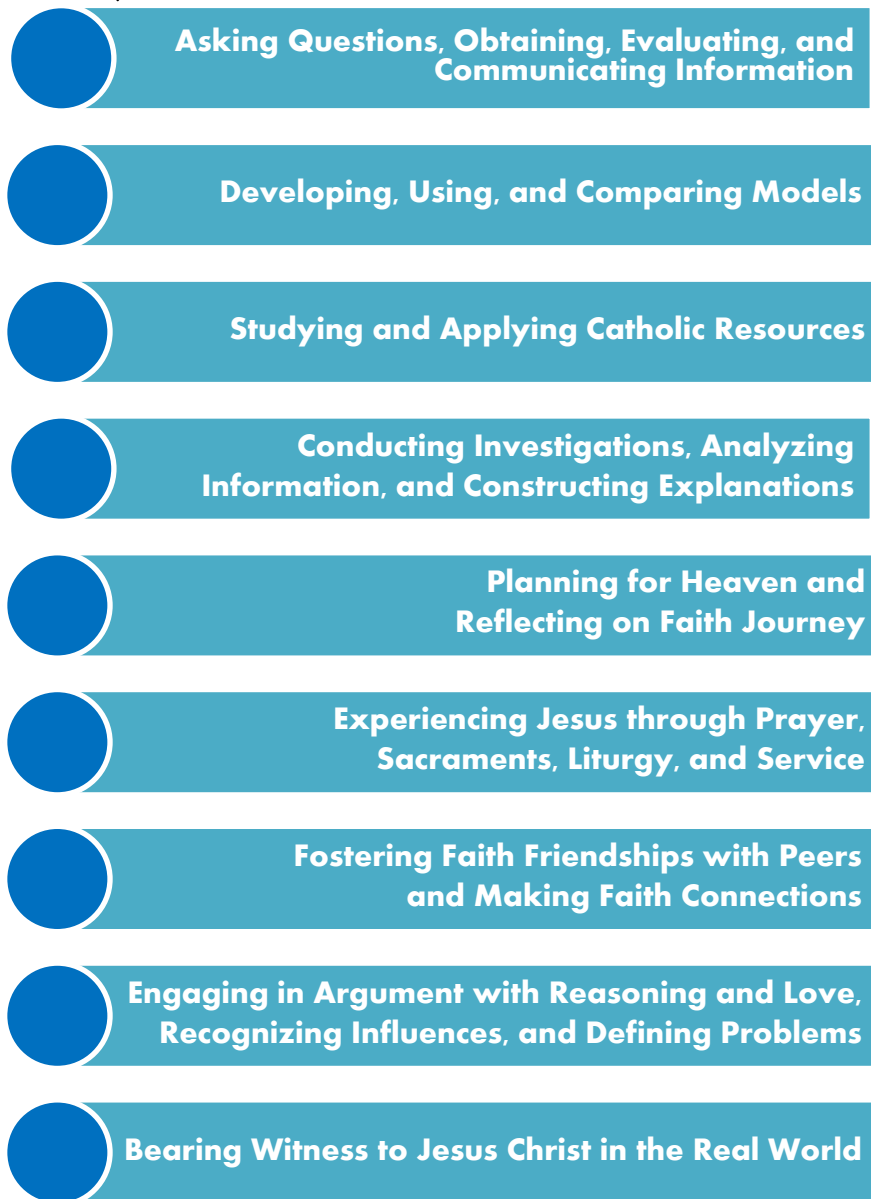 Asking Questions, Obtaining, Evaluating, and
Communicating Information
Developing, Using, and Comparing Models
Studying and Applying Catholic Resources
Conducting Investigations, Analyzing
Information, and Constructing Explanations
Planning for Heaven and
Reflecting on Faith Journey
Experiencing Jesus through Prayer,
Sacraments, Liturgy, and Service
Fostering Faith Friendships with Peers
and Making Faith Connections
Engaging in Argument with Reasoning and Love,
Recognizing Influences, and Defining Problems
Bearing Witness to Jesus Christ in the Real World